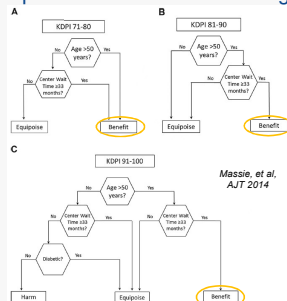 A
KDPI 71-80
Age >50
years?
No
Yes
Center Wait
Time ≥33
months?
No
Yes
Equipoise
Benefit
B
KDPI 81-90
Age >50
years?
No
Yes
Center Wait
Time ≥33
months?
No
Yes
Equipoise
Benefit
C
KDPI 91-100
Age >50
years?
No
Yes
Center Wait
Time ≥33
months?
No
Yes
Center Wait
Time ≥33
months?
No
Yes
Diabetic?
No
Yes
Harm
Equipoise
Benefit
Massie, et al,
AJT 2014